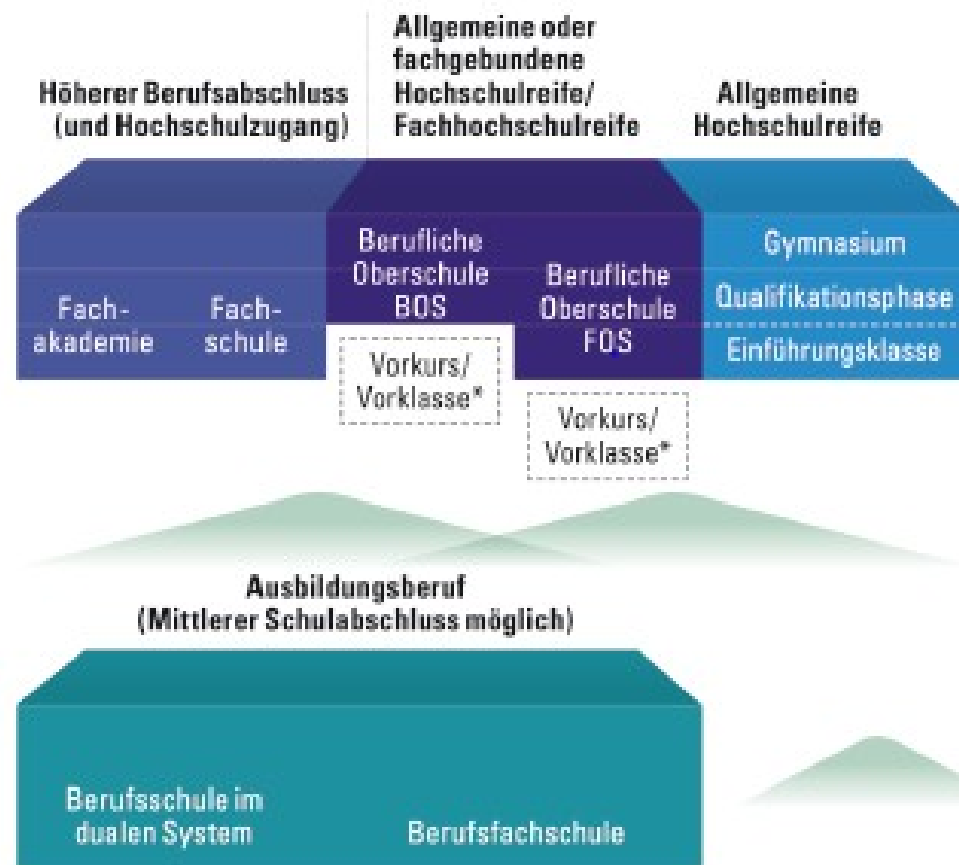 Höherer Berufsabschluss
(und Hochschulzugang)
Allgemeine oder
fachgebundene
Hochschulreife/
Fachhochschulreife
Allgemeine
Hochschulreife
Fach-
akademie
Fach-
schule
Berufliche
Oberschule
BOS
Vorkurs/
Vorklasse*
Berufliche
Oberschule
FOS
Vorkurs/
Vorklasse*
Gymnasium
Qualifikationsphase
Einführungsklasse
Ausbildungsberuf
(Mittlerer Schulabschluss möglich)
Berufsschule im
dualen System
Berufsfachschule